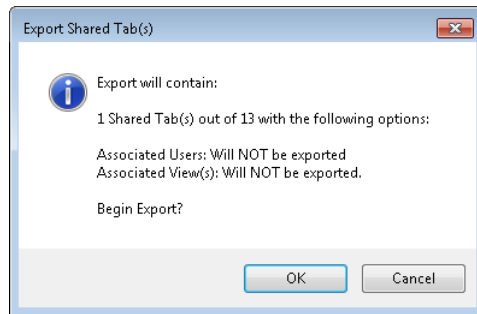 Export Shared Tab(s)
Export will contain:
1 Shared Tab(s) out of 13 with the following options:
Associated Users: Will NOT be exported
Associated View(s): Will NOT be exported.
Begin Export?
OK
Cancel